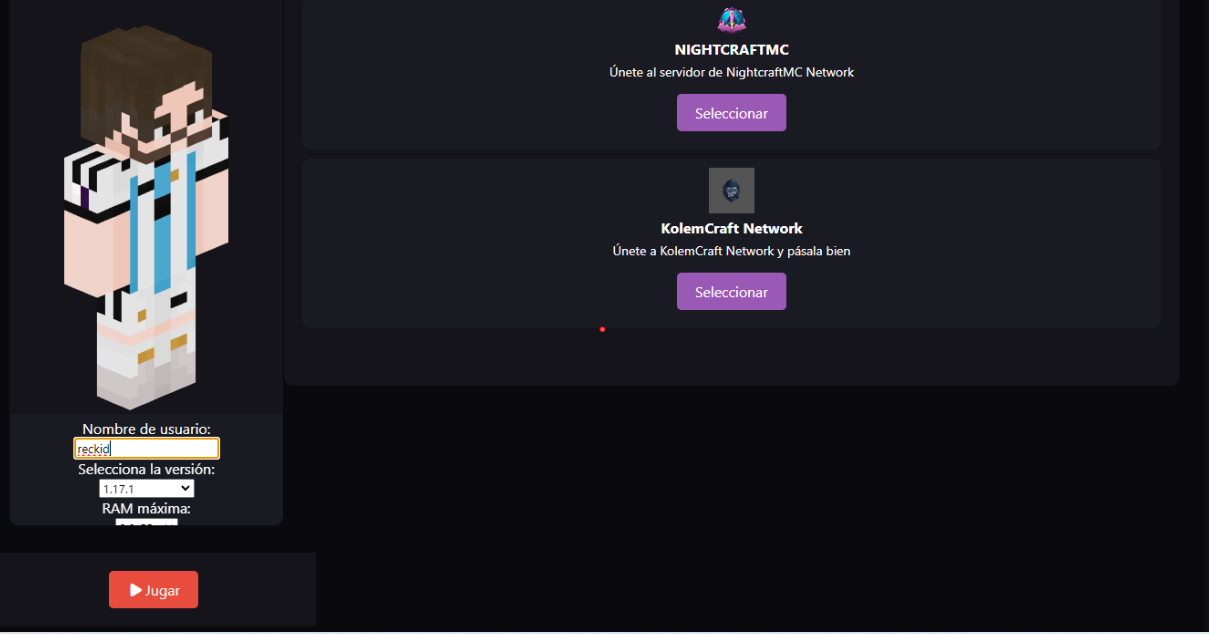 NIGHTCRAFTMC
Únete al servidor de NightcraftMC Network
Seleccionar
KolemCraft Network
Únete a KolemCraft Network y pásala bien
Seleccionar
Nombre de usuario:
reckid
Selecciona la versión:
1.17.1
RAM máxima:
Jugar